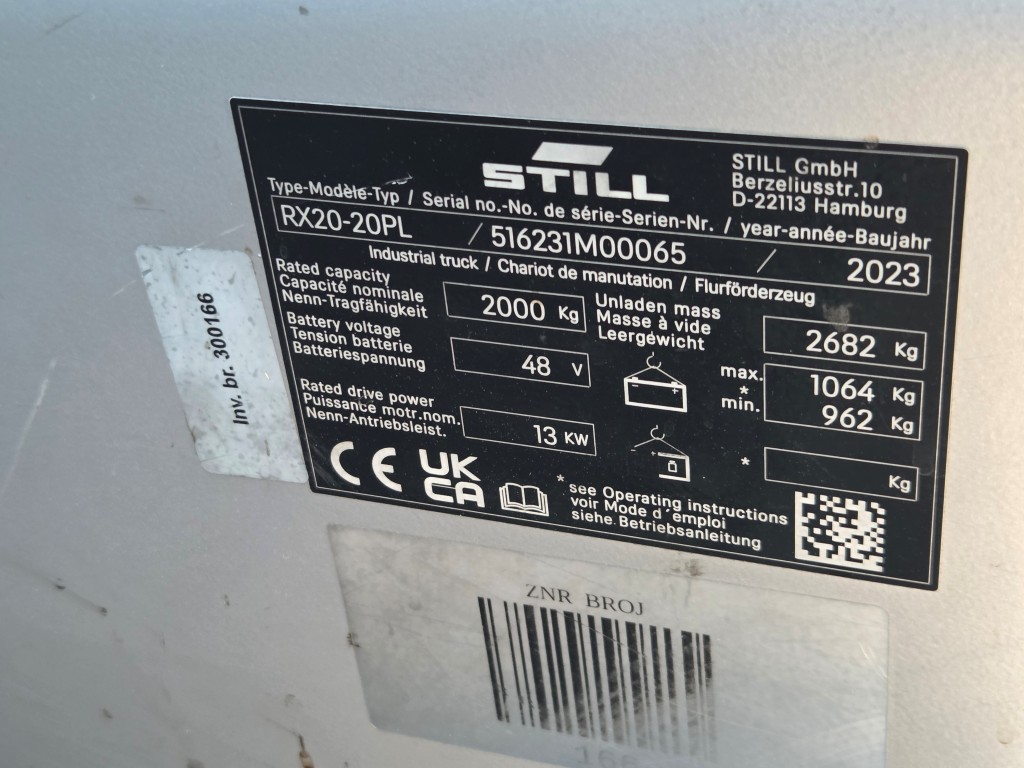 STILL
STILL GmbH
Berzeliusstr.10
D-22113 Hamburg
Type-Modèle-Typ / Serial no.-No. de série-Serien-Nr. / year-année-Baujahr
RX20-20PL / 516231M00065 / 2023
Industrial truck / Chariot de manutation / Flurförderzeug
Rated capacity
Capacité nominale
Nenn-Tragfähigkeit
2000 Kg
Unladen mass
Masse à vide
Leergewicht
2682 Kg
Battery voltage
Tension batterie
Batteriespannung
48 V
- +
max.
*
min.
1064 Kg
962 Kg
Rated drive power
Puissance motr.nom.
Nenn-Antriebsleist.
13 KW
*
Kg
CE
UK
CA
* see Operating instructions
voir Mode d'emploi
siehe Betriebsanleitung
Inv. br. 300166
ZNR BROJ